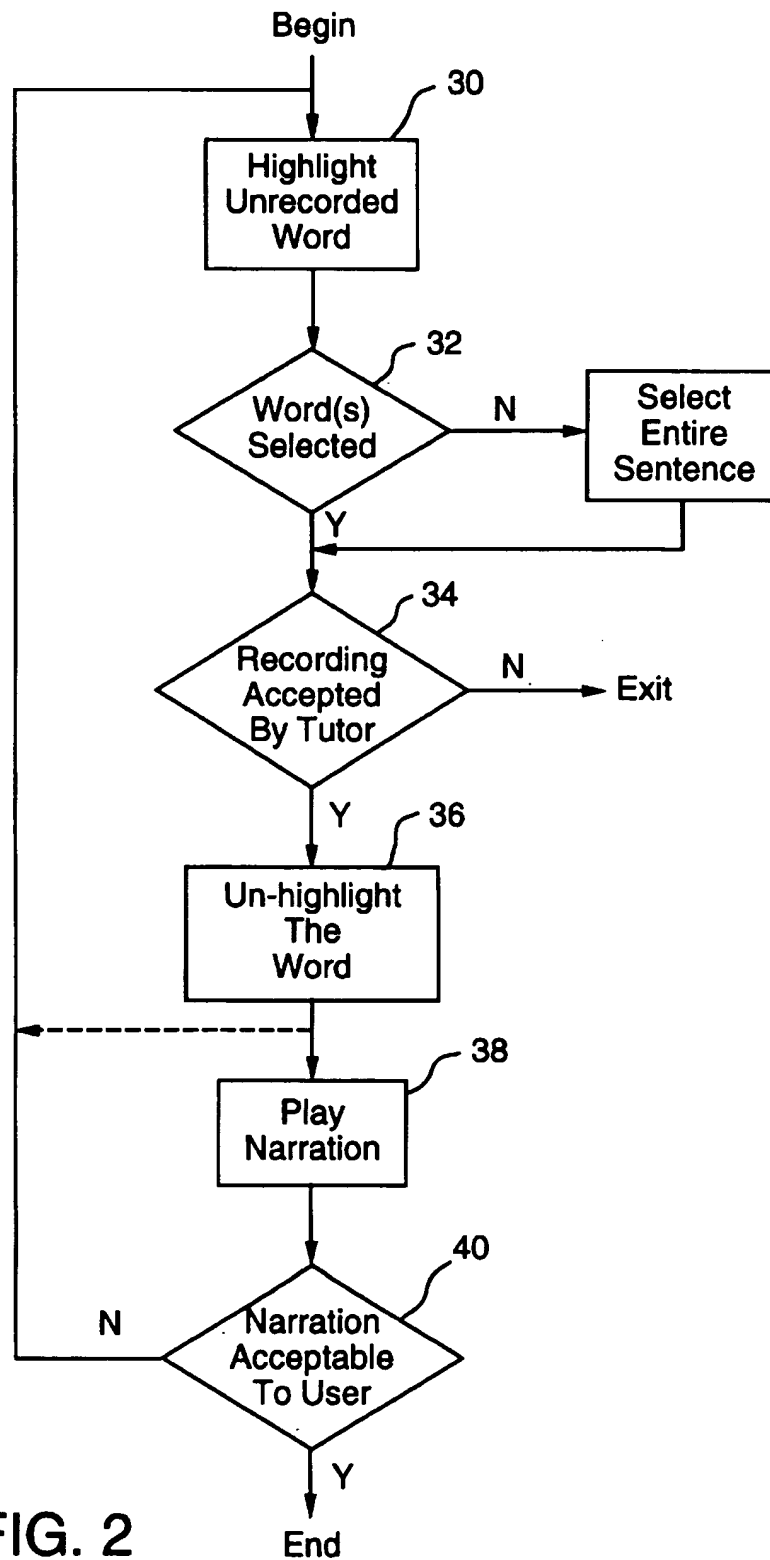 Begin
30
Highlight
Unrecorded
Word
32
Word(s)
Selected
N
Select
Entire
Sentence
Y
34
Recording
Accepted
By Tutor
N
Exit
Y
36
Un-highlight
The
Word
38
Play
Narration
40
N
Narration
Acceptable
To User
Y
End
FIG. 2